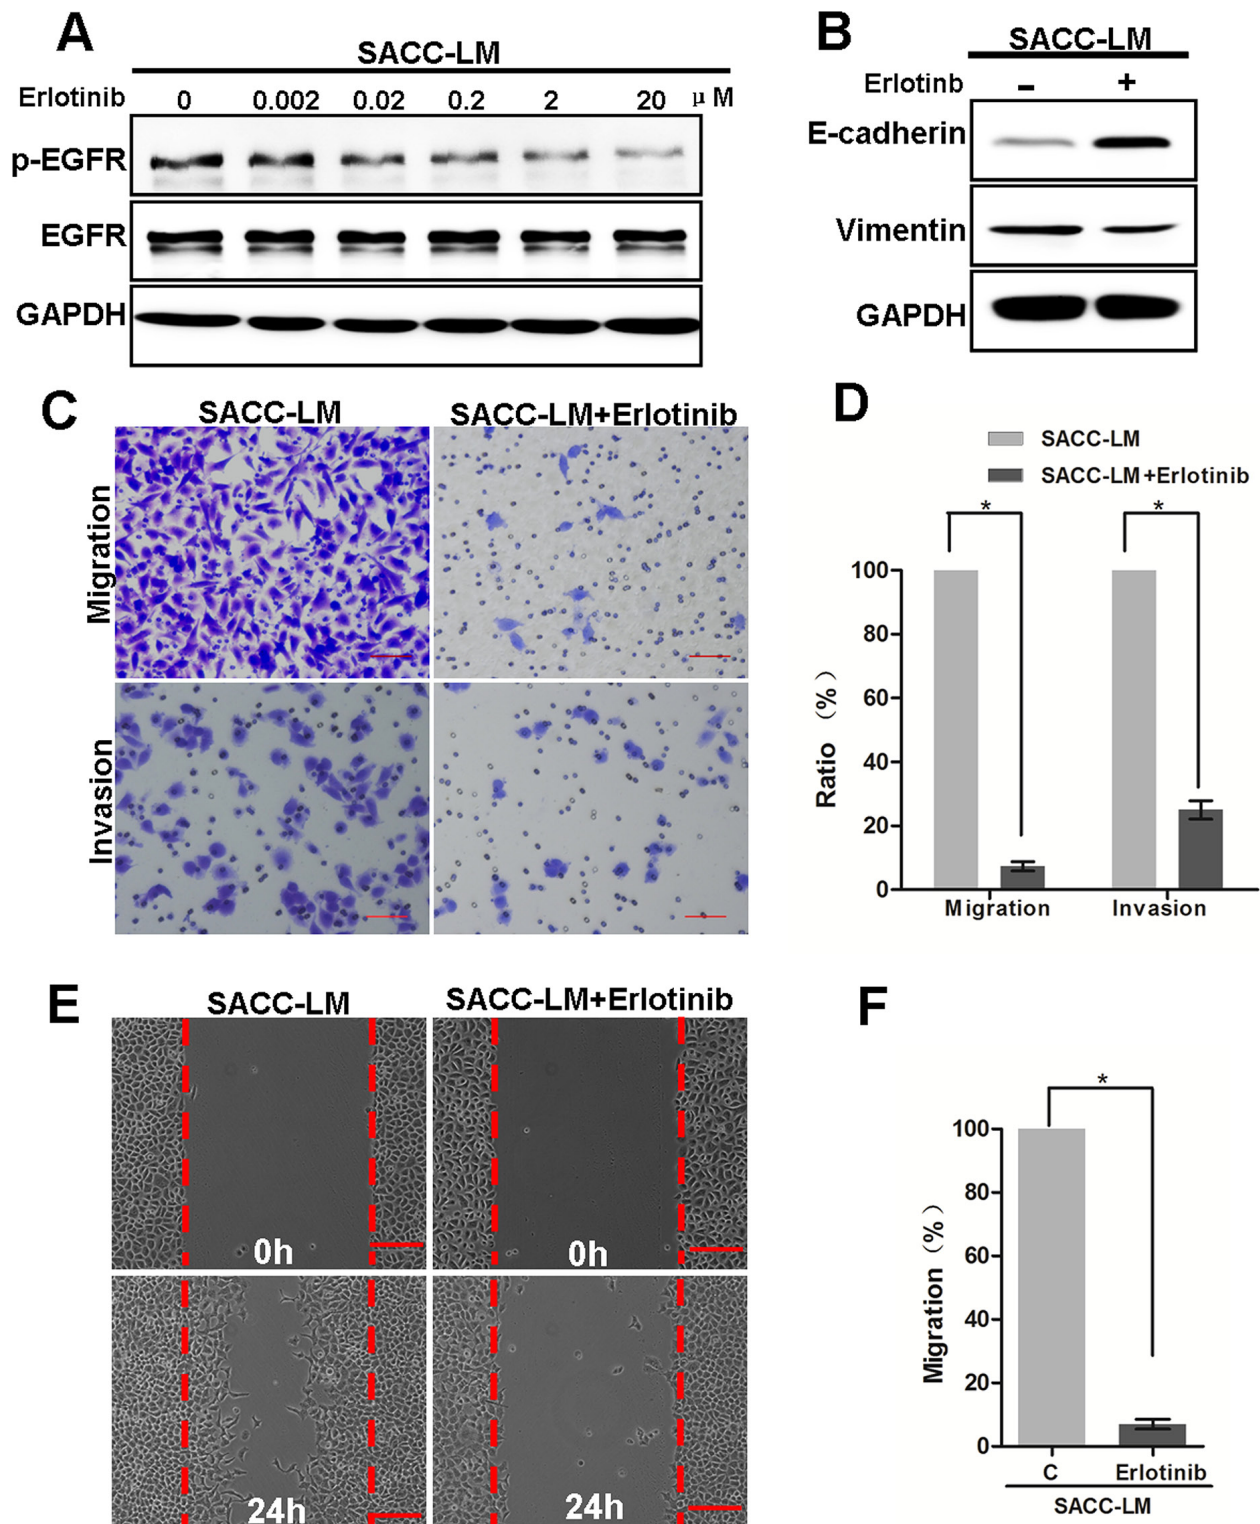 A
SACC-LM
Erlotinib 0 0.002 0.02 0.2 2 20 μ M
p-EGFR
EGFR
GAPDH
B
SACC-LM
Erlotinb - +
E-cadherin
Vimentin
GAPDH
C
SACC-LM SACC-LM+Erlotinib
Migration
Invasion
D
SACC-LM
SACC-LM+Erlotinib
* *
Ratio (%)
100
80
60
40
20
0
Migration Invasion
E
SACC-LM SACC-LM+Erlotinib
0h 0h
24h 24h
F
*
Migration (%)
100
80
60
40
20
0
C Erlotinib
SACC-LM